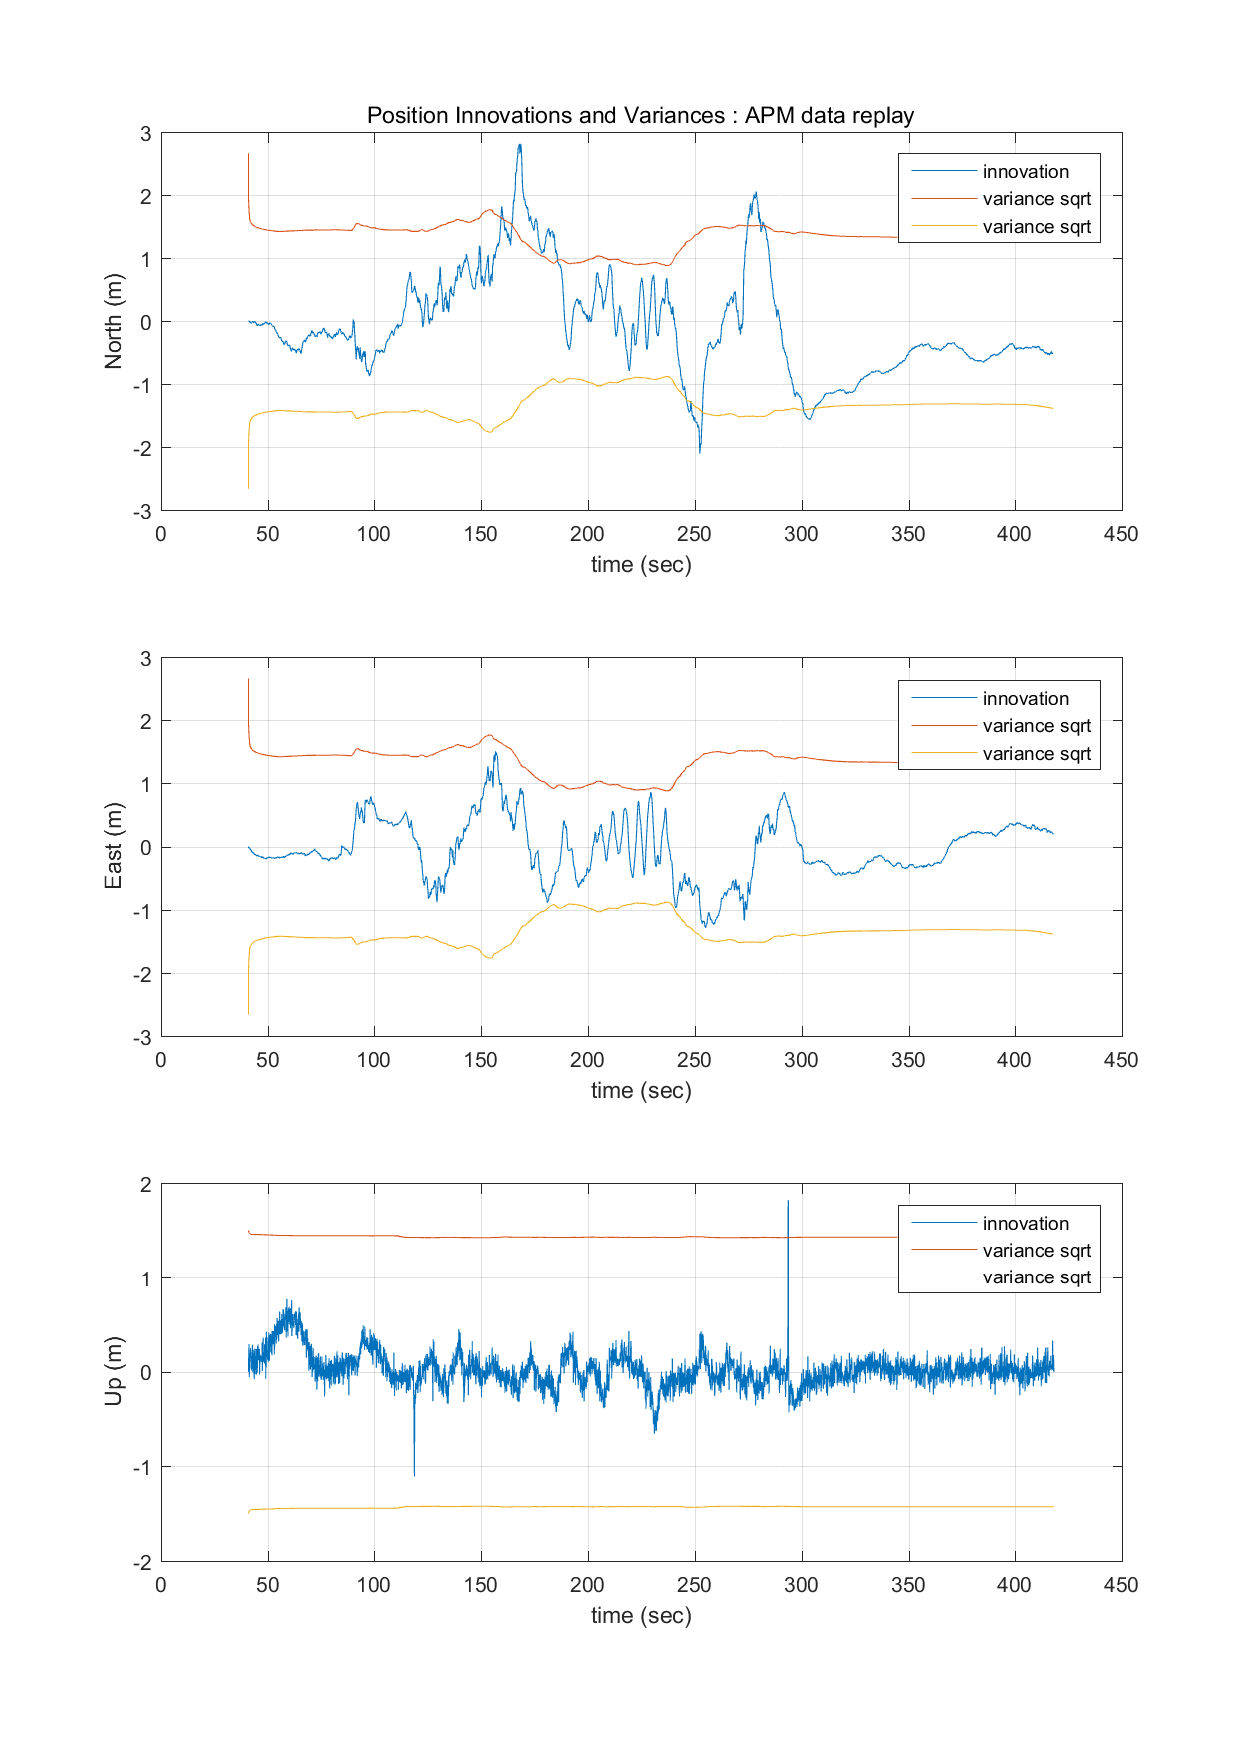 Position Innovations and Variances : APM data replay
3
2
1
0
-1
-2
-3
North (m)
innovation
variance sqrt
variance sqrt
0 50 100 150 200 250 300 350 400 450
time (sec)
3
2
1
0
-1
-2
-3
East (m)
innovation
variance sqrt
variance sqrt
0 50 100 150 200 250 300 350 400 450
time (sec)
2
1
0
-1
-2
Up (m)
innovation
variance sqrt
variance sqrt
0 50 100 150 200 250 300 350 400 450
time (sec)